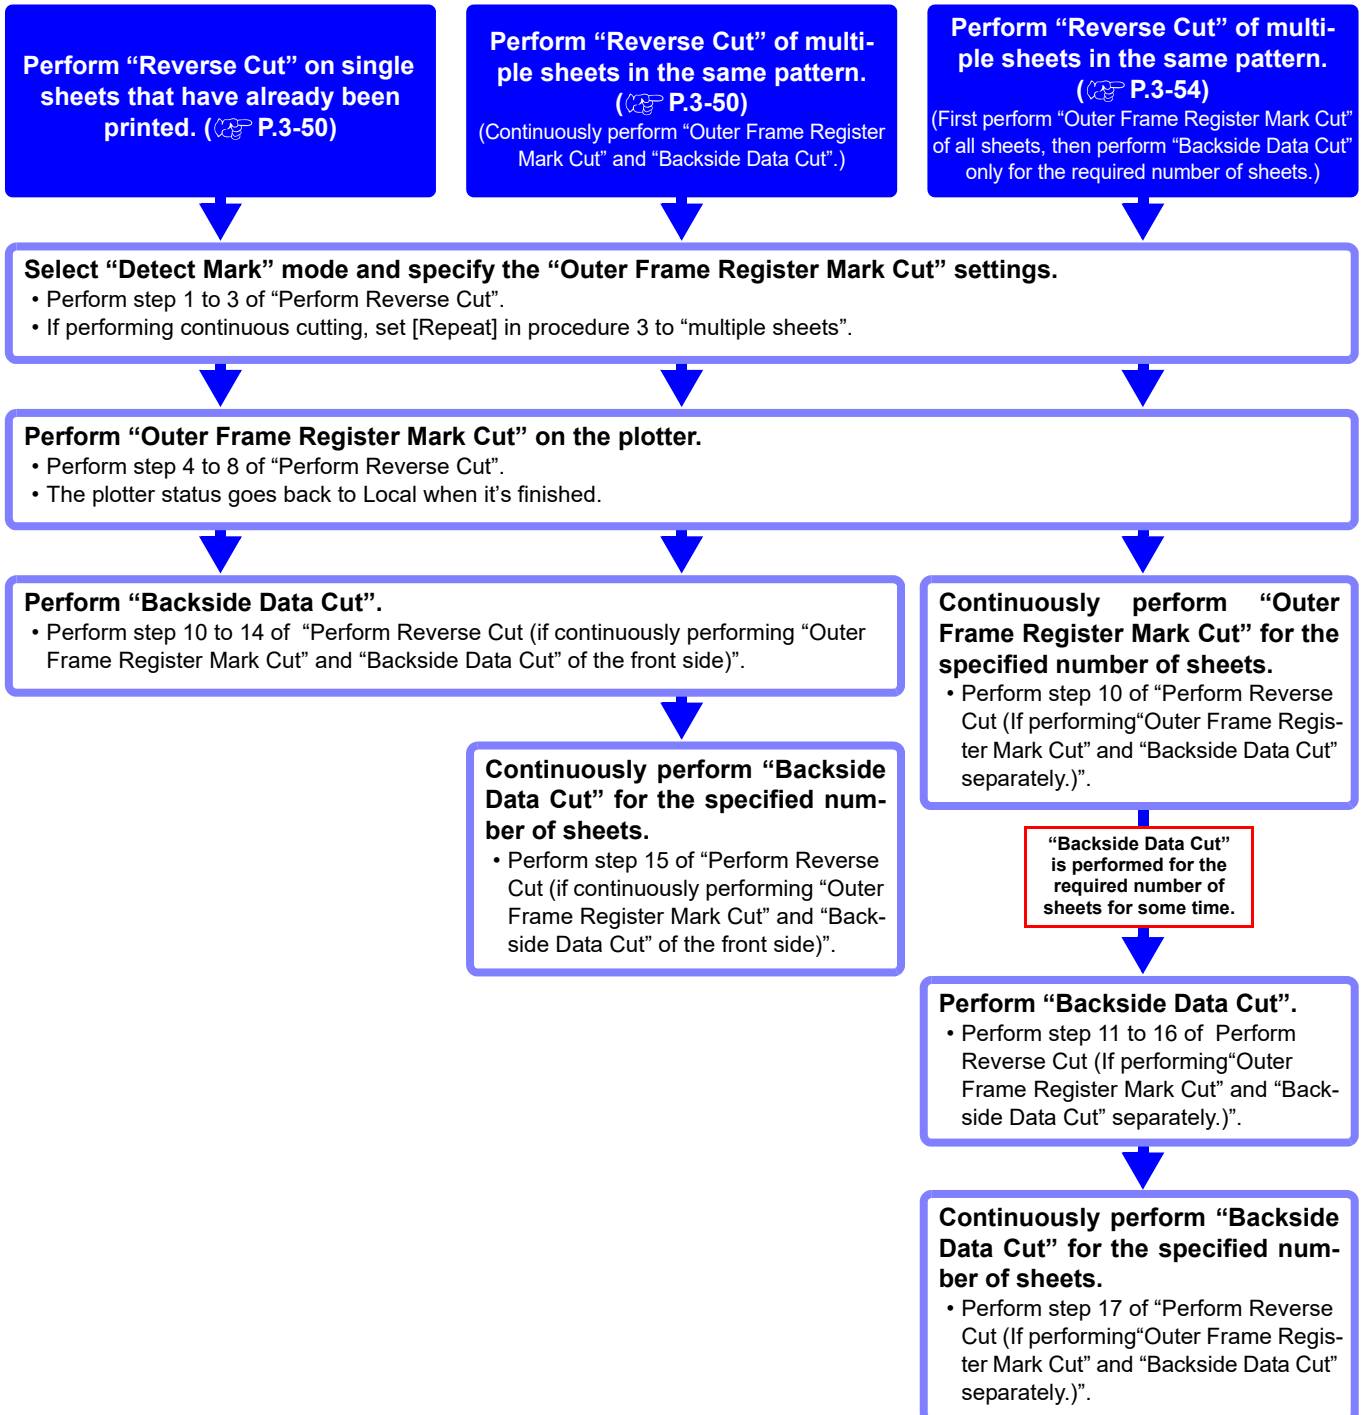 Perform “Reverse Cut” on single
sheets that have already been
printed. (☞ P.3-50)
Perform “Reverse Cut” of multi-
ple sheets in the same pattern.
(☞ P.3-50)
(Continuously perform “Outer Frame Register
Mark Cut” and “Backside Data Cut”.)
Perform “Reverse Cut” of multi-
ple sheets in the same pattern.
(☞ P.3-54)
(First perform “Outer Frame Register Mark Cut”
of all sheets, then perform “Backside Data Cut”
only for the required number of sheets.)
Select “Detect Mark” mode and specify the “Outer Frame Register Mark Cut” settings.
• Perform step 1 to 3 of “Perform Reverse Cut”.
• If performing continuous cutting, set [Repeat] in procedure 3 to “multiple sheets”.
Perform “Outer Frame Register Mark Cut” on the plotter.
• Perform step 4 to 8 of “Perform Reverse Cut”.
• The plotter status goes back to Local when it’s finished.
Perform “Backside Data Cut”.
• Perform step 10 to 14 of “Perform Reverse Cut (if continuously performing “Outer
Frame Register Mark Cut” and “Backside Data Cut” of the front side)”.
Continuously perform “Backside
Data Cut” for the specified num-
ber of sheets.
• Perform step 15 of “Perform Reverse
Cut (if continuously performing “Outer
Frame Register Mark Cut” and “Back-
side Data Cut” of the front side)”.
Continuously perform “Outer
Frame Register Mark Cut” for the
specified number of sheets.
• Perform step 10 of “Perform Reverse
Cut (If performing“Outer Frame Regis-
ter Mark Cut” and “Backside Data Cut”
separately.)”.
“Backside Data Cut”
is performed for the
required number of
sheets for some time.
Perform “Backside Data Cut”.
• Perform step 11 to 16 of Perform
Reverse Cut (If performing“Outer
Frame Register Mark Cut” and “Back-
side Data Cut” separately.)”.
Continuously perform “Backside
Data Cut” for the specified num-
ber of sheets.
• Perform step 17 of “Perform Reverse
Cut (If performing“Outer Frame Regis-
ter Mark Cut” and “Backside Data Cut”
separately.)”.